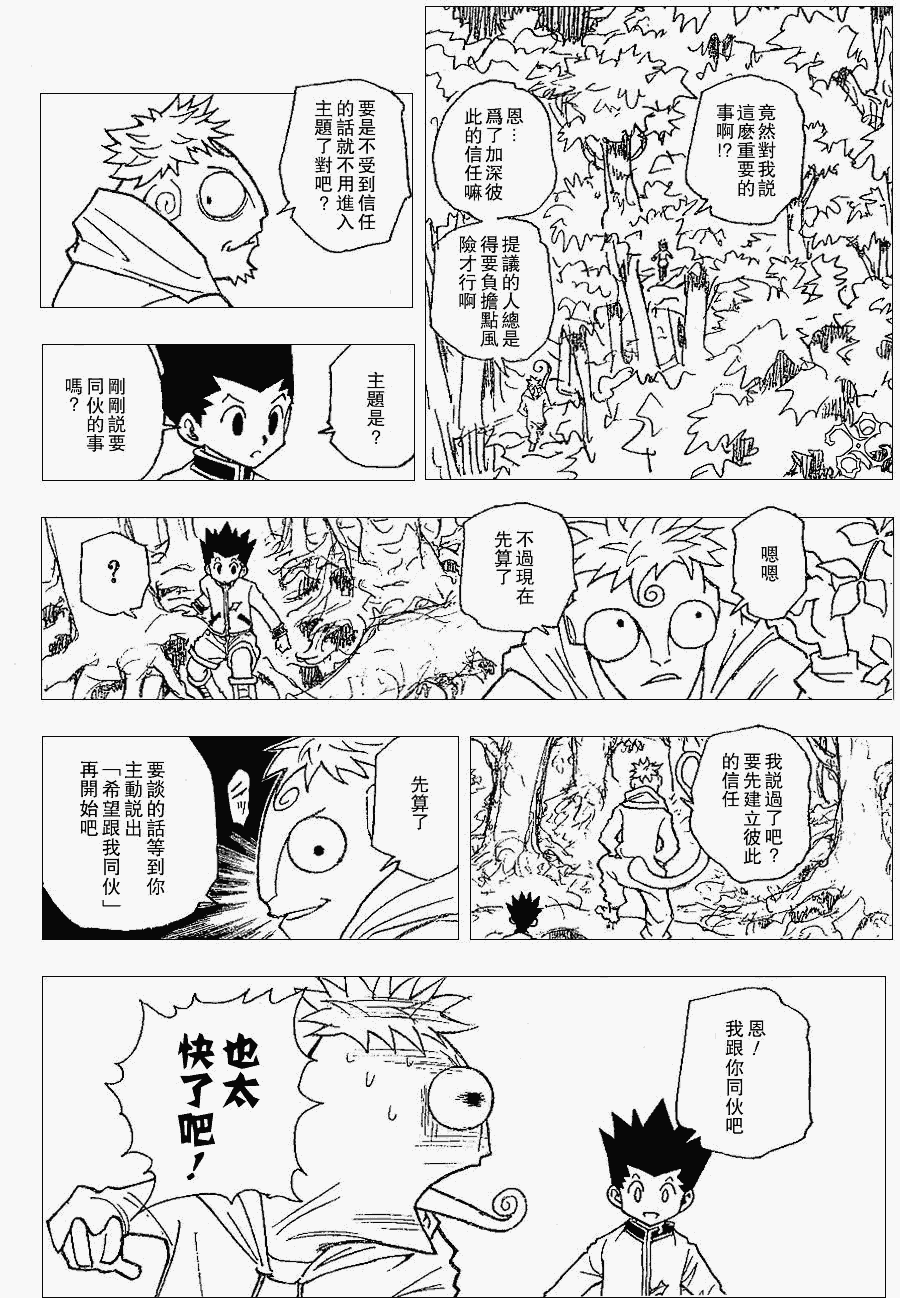 竟然對我説
這麽重要的
事啊!?
恩…
爲了加深彼
此的信任嘛
提議的人總是
得要負擔點風
險才行啊
要是不受到信任
的話就不用進入
主題了對吧？
主題是？
剛剛説要
同伙的事
嗎？
嗯嗯
不過現在
先算了
？
我説過了吧？
要先建立彼此
的信任
先算了
要談的話等到你
主動説出
「希望跟我同伙」
再開始吧
恩！
我跟你同伙吧
也太
快了吧！